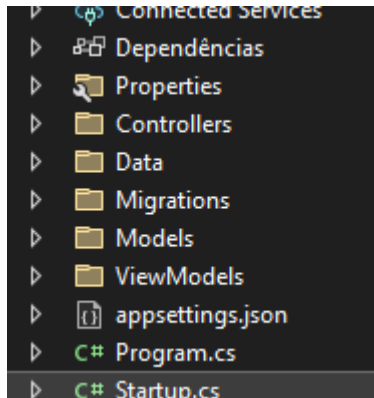 Connected Services
Dependências
Properties
Controllers
Data
Migrations
Models
ViewModels
appsettings.json
C# Program.cs
C# Startup.cs